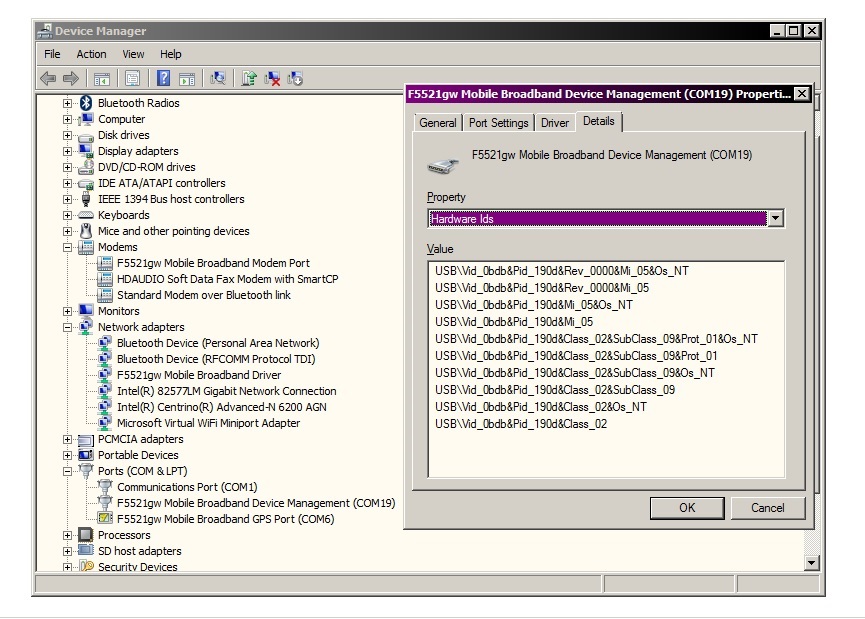 Device Manager
File Action View Help
Bluetooth Radios
Computer
Disk drives
Display adapters
DVD/CD-ROM drives
IDE ATA/ATAPI controllers
IEEE 1394 Bus host controllers
Keyboards
Mice and other pointing devices
Modems
F5521gw Mobile Broadband Modem Port
HDAUDIO Soft Data Fax Modem with SmartCP
Standard Modem over Bluetooth link
Monitors
Network adapters
Bluetooth Device (Personal Area Network)
Bluetooth Device (RFCOMM Protocol TDI)
F5521gw Mobile Broadband Driver
Intel(R) 82577LM Gigabit Network Connection
Intel(R) Centrino(R) Advanced-N 6200 AGN
Microsoft Virtual WiFi Miniport Adapter
PCMCIA adapters
Portable Devices
Ports (COM & LPT)
Communications Port (COM1)
F5521gw Mobile Broadband Device Management (COM19)
F5521gw Mobile Broadband GPS Port (COM6)
Processors
SD host adapters
Security Devices
F5521gw Mobile Broadband Device Management (COM19) Properti...
General Port Settings Driver Details
F5521gw Mobile Broadband Device Management (COM19)
Property
Hardware Ids
Value
USB\Vid_0bdb&Pid_190d&Rev_0000&Mi_05&Os_NT
USB\Vid_0bdb&Pid_190d&Rev_0000&Mi_05
USB\Vid_0bdb&Pid_190d&Mi_05&Os_NT
USB\Vid_0bdb&Pid_190d&Mi_05
USB\Vid_0bdb&Pid_190d&Class_02&SubClass_09&Prot_01&Os_NT
USB\Vid_0bdb&Pid_190d&Class_02&SubClass_09&Prot_01
USB\Vid_0bdb&Pid_190d&Class_02&SubClass_09&Os_NT
USB\Vid_0bdb&Pid_190d&Class_02&SubClass_09
USB\Vid_0bdb&Pid_190d&Class_02&Os_NT
USB\Vid_0bdb&Pid_190d&Class_02
OK Cancel